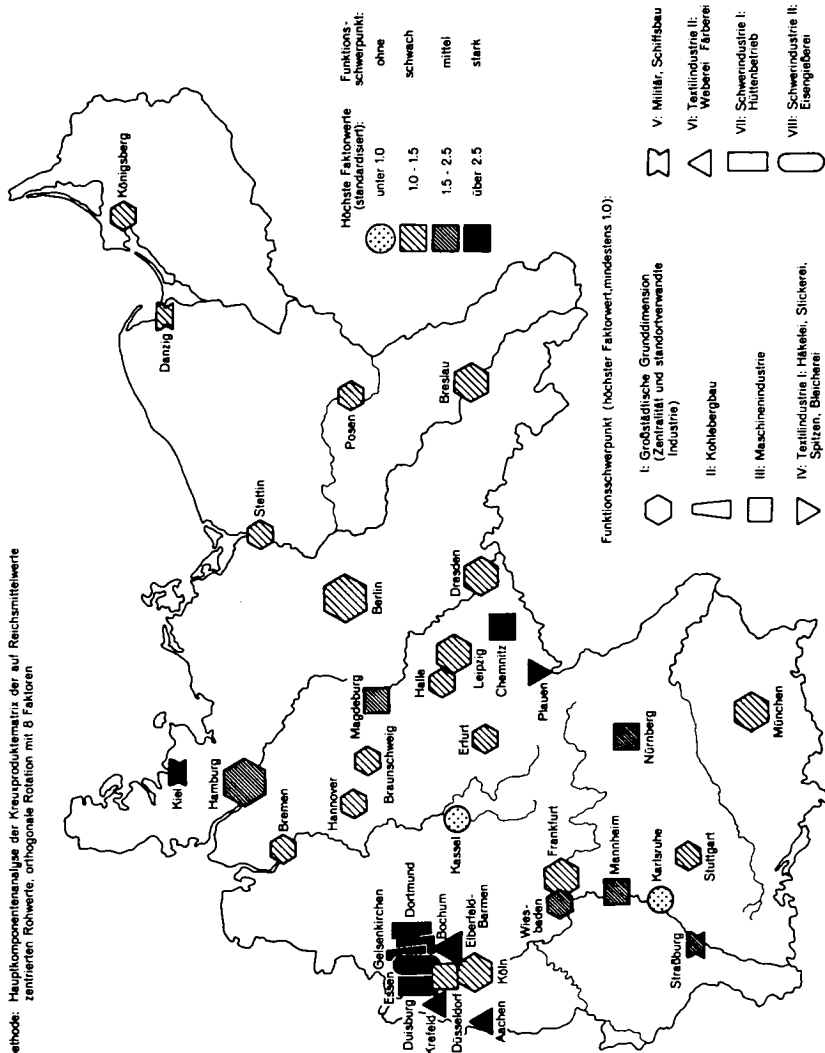 ethode: Hauptkomponentenanalyse der Kreuzproduktematrix der auf Reichsmittelwerte
zentrierten Rohwerte, orthogonale Rotation mit 8 Faktoren
Königsberg
Danzig
Posen
Breslau
Stettin
Berlin
Dresden
Kiel
Hamburg
Bremen
Magdeburg
Hannover
Braunschweig
Halle
Leipzig
Chemnitz
Erfurt
Plauen
Kassel
Gelsenkirchen
Dortmund
Essen
Bochum
Duisburg
Elberfeld-
Barmen
Krefeld
Düsseldorf
Köln
Aachen
Frankfurt
Wies-
baden
Mannheim
Nürnberg
Karlsruhe
Stuttgart
Straßburg
München
Höchste Faktorwerte
(standardisiert):
Funktions-
schwerpunkt:
unter 1.0 ohne
1.0 - 1.5 schwach
1.5 - 2.5 mittel
über 2.5 stark
Funktionsschwerpunkt (höchster Faktorwert, mindestens 1.0):
I: Großstädtische Grunddimension
(Zentralität und standortverwandte
Industrie)
II: Kohlebergbau
III: Maschinenindustrie
IV: Textilindustrie I: Häkelei, Stickerei,
Spitzen, Bleicherei
V: Militär, Schiffsbau
VI: Textilindustrie II:
Weberei Färberei
VII: Schwerindustrie I:
Hüttenbetrieb
VIII: Schwerindustrie II:
Eisengießerei